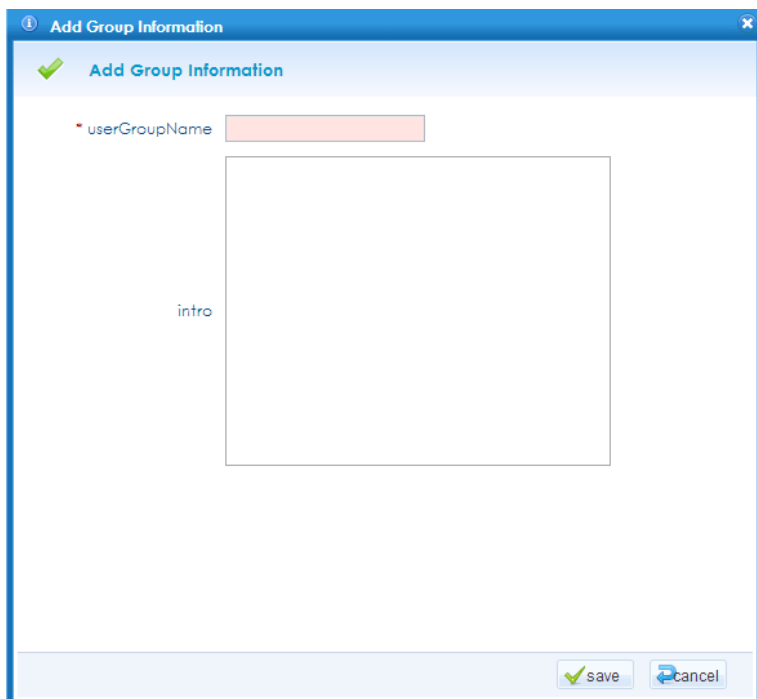 Add Group Information
Add Group Information
* userGroupName
intro
save cancel